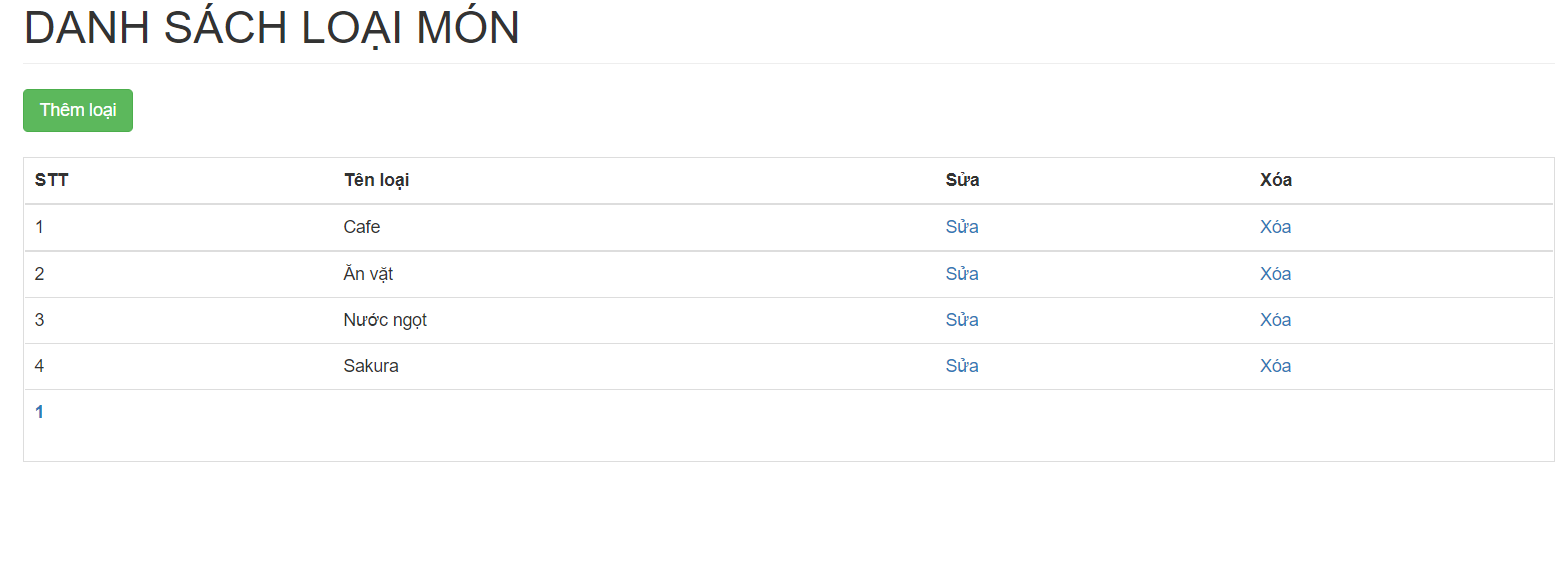 DANH SÁCH LOẠI MÓN
Thêm loại
STT Tên loại Sửa Xóa
1 Cafe Sửa Xóa
2 Ăn vặt Sửa Xóa
3 Nước ngọt Sửa Xóa
4 Sakura Sửa Xóa
1